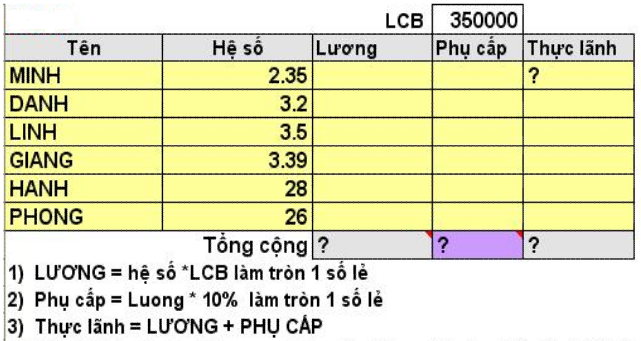 LCB 350000
Tên Hệ số Lương Phụ cấp Thực lãnh
MINH 2.35 ?
DANH 3.2
LINH 3.5
GIANG 3.39
HANH 28
PHONG 26
Tổng cộng ? ? ?
1) LƯƠNG = hệ số *LCB làm tròn 1 số lẻ
2) Phụ cấp = Luong * 10% làm tròn 1 số lẻ
3) Thực lãnh = LƯƠNG + PHỤ CẤP